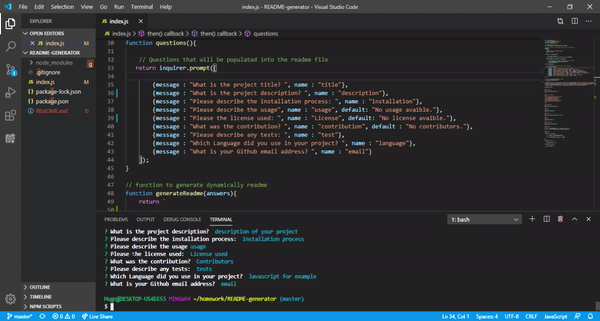 File Edit Selection View Go Run Terminal Help
index.js - README-generator - Visual Studio Code
EXPLORER
OPEN EDITORS
index.js M
README-GENERATOR
node_modules
.gitignore
index.js M
package-lock.json
package.json
README.md
OUTLINE
TIMELINE
NPM SCRIPTS
index.js
index.js > then() callback > then() callback > questions
30 function questions(){
31
32 // Questions that will be populated into the readme file
33 return inquirer.prompt([
34
35 {message : "What is the project title? ", name : "title"},
36 {message : "What is the project description? ", name : "description"},
37 {message : "Please describe the installation process: ", name : "installation"},
38 {message : "Please describe the usage", name : "usage", default: "No usage avaible."},
39 {message : "Please the license used: ", name : "License", default: "No license avaible."},
40 {message : "What was the contribution? ", name : "contribution", default : "No contributors."},
41 {message : "Please describe any tests: ", name : "test"},
42 {message : "Which Language did you use in your project? ", name : "language"},
43 {message : "What is your Github email address? ", name : "email"}
44 ]);
45 }
46
47 // function to generate dynamically readme
48 function generateReadme(answers){
49 return `
50
PROBLEMS OUTPUT DEBUG CONSOLE TERMINAL
1: bash
? What is the project description? description of your project
? Please describe the installation process: Installation process
? Please describe the usage usage
? Please the license used: License used
? What was the contribution? Contributors
? Please describe any tests: tests
? Which Language did you use in your project? Javascript for example
? What is your Github email address? email
Hugo@DESKTOP-US4EE53 MINGW64 ~/homework/README-generator (master)
$
master* 0 0 Live Share
Ln 34, Col 1 Spaces: 4 UTF-8 CRLF JavaScript